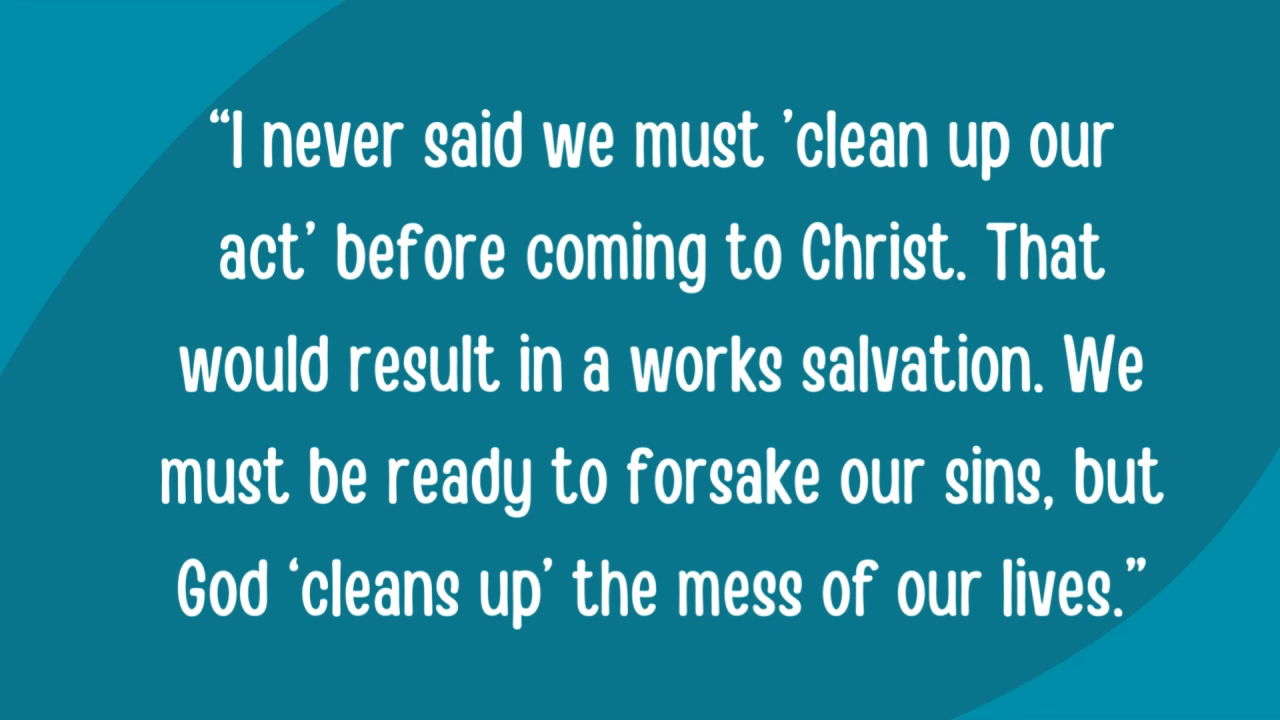 “I never said we must ’clean up our
act’ before coming to Christ. That
would result in a works salvation. We
must be ready to forsake our sins, but
God ‘cleans up’ the mess of our lives.”